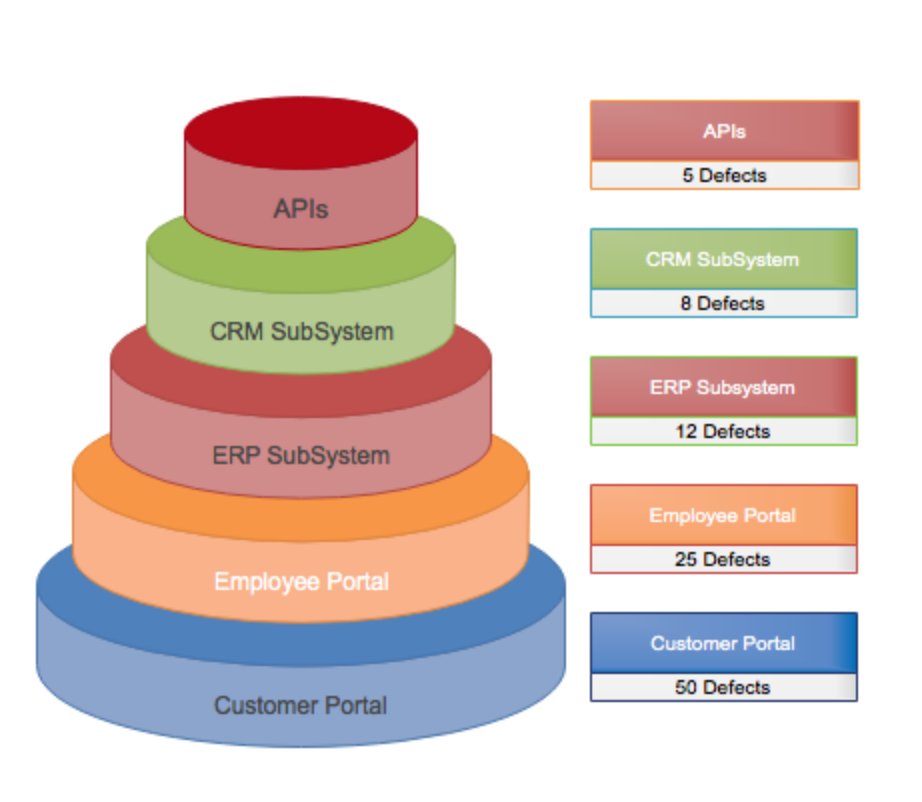 APIs
CRM SubSystem
ERP SubSystem
Employee Portal
Customer Portal
APIs
5 Defects
CRM SubSystem
8 Defects
ERP Subsystem
12 Defects
Employee Portal
25 Defects
Customer Portal
50 Defects